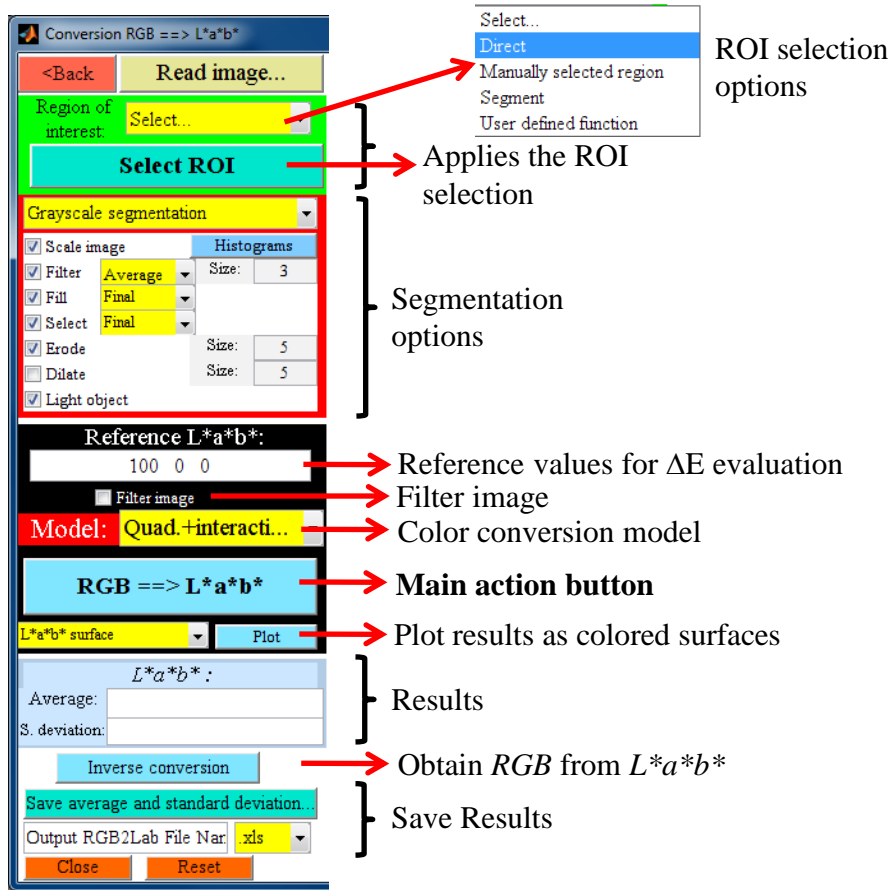 Conversion RGB ==> L*a*b*
<Back
Read image...
Region of
interest:
Select...
Select ROI
Select...
Direct
Manually selected region
Segment
User defined function
ROI selection
options
Applies the ROI
selection
Grayscale segmentation
Scale image
Histograms
Filter Average Size: 3
Fill Final
Select Final
Erode Size: 5
Dilate Size: 5
Light object
Segmentation
options
Reference L*a*b*:
100 0 0
Reference values for ΔE evaluation
Filter image
Filter image
Model: Quad.+interacti...
Color conversion model
RGB ==> L*a*b*
Main action button
L*a*b* surface
Plot
Plot results as colored surfaces
L*a*b* :
Average:
S. deviation:
Results
Inverse conversion
Obtain RGB from L*a*b*
Save average and standard deviation...
Output RGB2Lab File Nar .xls
Save Results
Close
Reset